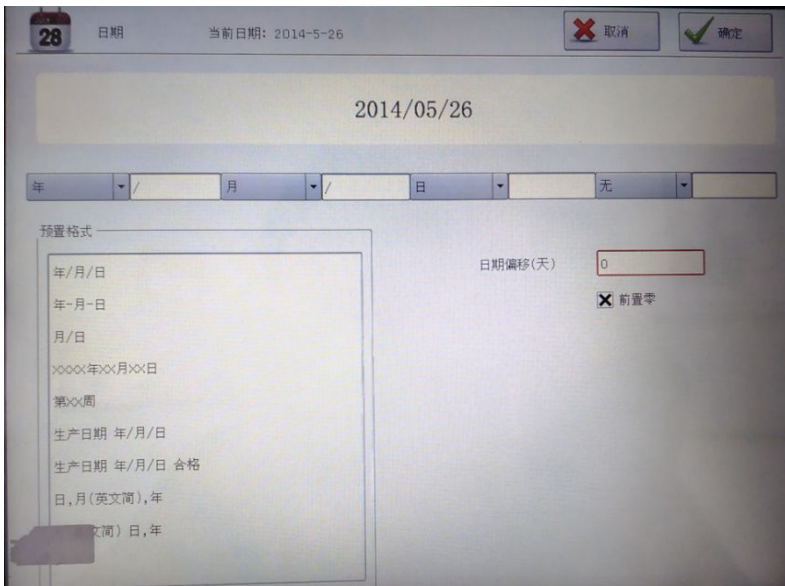 28 日期 当前日期: 2014-5-26 取消 确定
2014/05/26
年 / 月 / 日 无
预置格式
日期偏移(天) 0
年/月/日
年-月-日
前置零
月/日
XXXX年XX月XX日
第XX周
生产日期 年/月/日
生产日期 年/月/日 合格
日,月(英文简),年
文简) 日,年